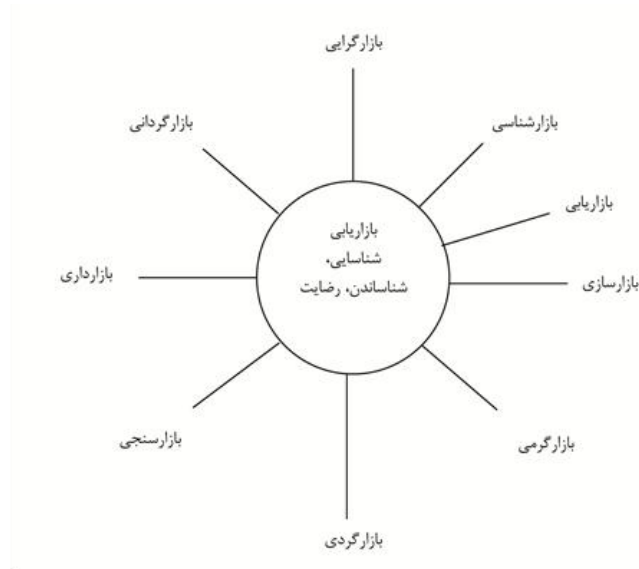 بازارگرایی
بازارشناسی
بازارگردانی
بازاریابی
بازاریابی
شناسایی،
شناساندن، رضایت
بازارداری
بازارسازی
بازارسنجی
بازارگرمی
بازارگردی